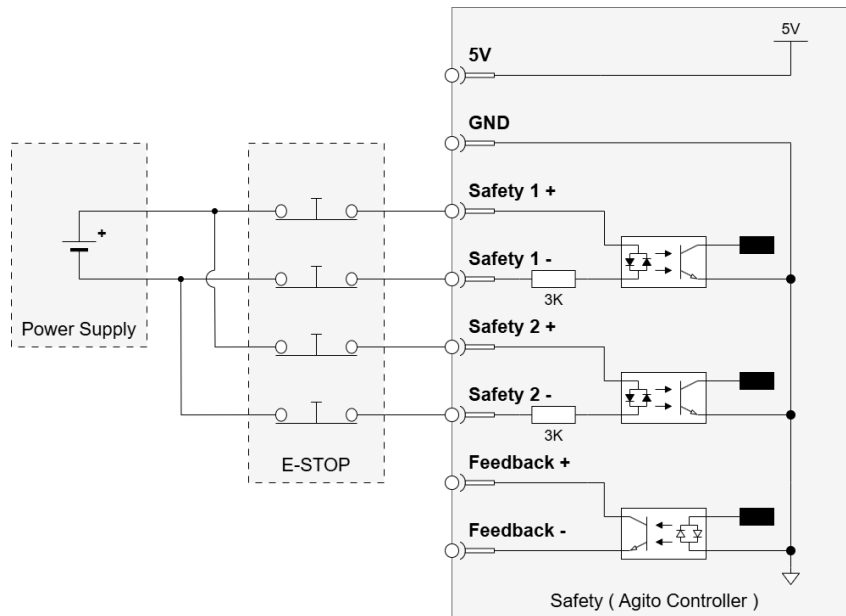 5V
5V
GND
Safety 1 +
+
Safety 1 -
3K
Power Supply
Safety 2 +
Safety 2 -
3K
E-STOP
Feedback +
Feedback -
Safety ( Agito Controller )